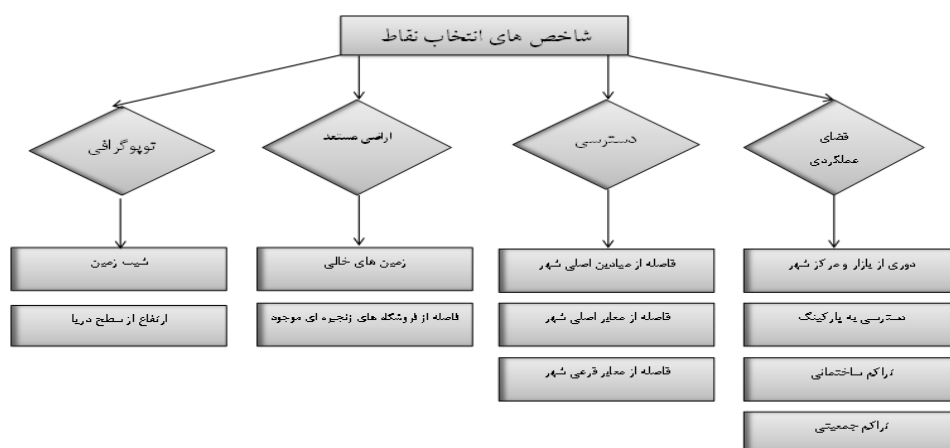 شاخص های انتخاب نقاط
فضای
عملکردی
دسترسی
اراضی مستعد
توپوگرافی
دوری از بازار و مرکز شهر
فاصله از میادین اصلی شهر
زمین های خالی
شیب زمین
دسترسی به پارکینگ
فاصله از معابر اصلی شهر
فاصله از فروشگاه های زنجیره ای موجود
ارتفاع از سطح دریا
تراکم ساختمانی
فاصله از معابر فرعی شهر
تراکم جمعیتی